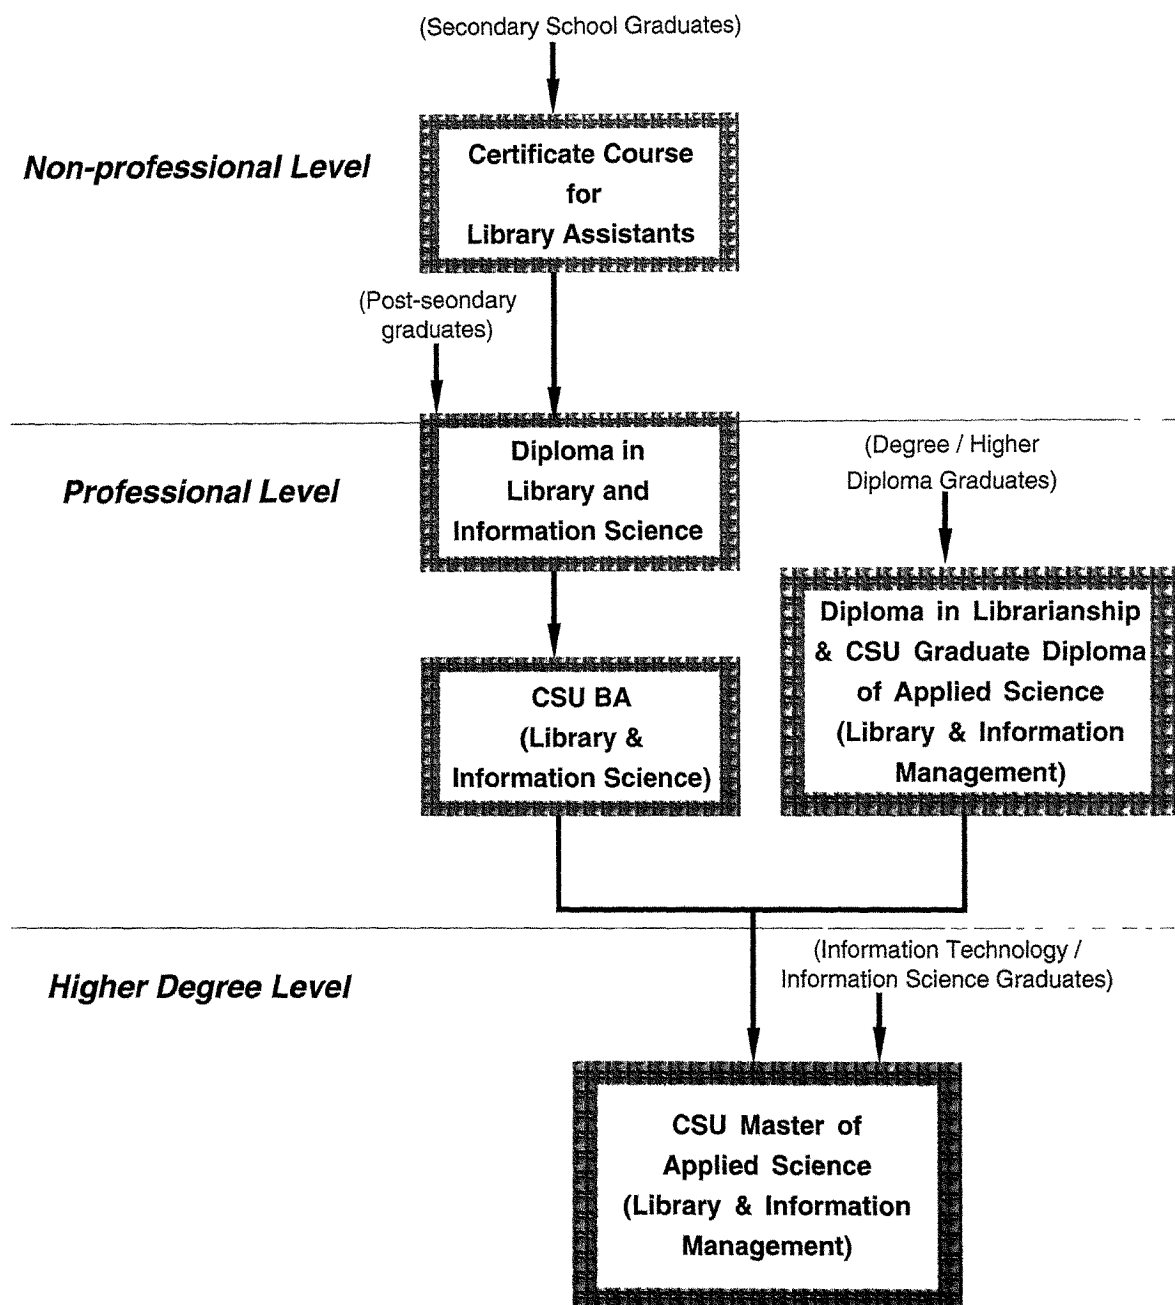 (Secondary School Graduates)
Non-professional Level
Certificate Course
for
Library Assistants
(Post-seondary
graduates)
Professional Level
Diploma in
Library and
Information Science
(Degree / Higher
Diploma Graduates)
CSU BA
(Library &
Information Science)
Diploma in Librarianship
& CSU Graduate Diploma
of Applied Science
(Library & Information
Management)
Higher Degree Level
(Information Technology /
Information Science Graduates)
CSU Master of
Applied Science
(Library & Information
Management)